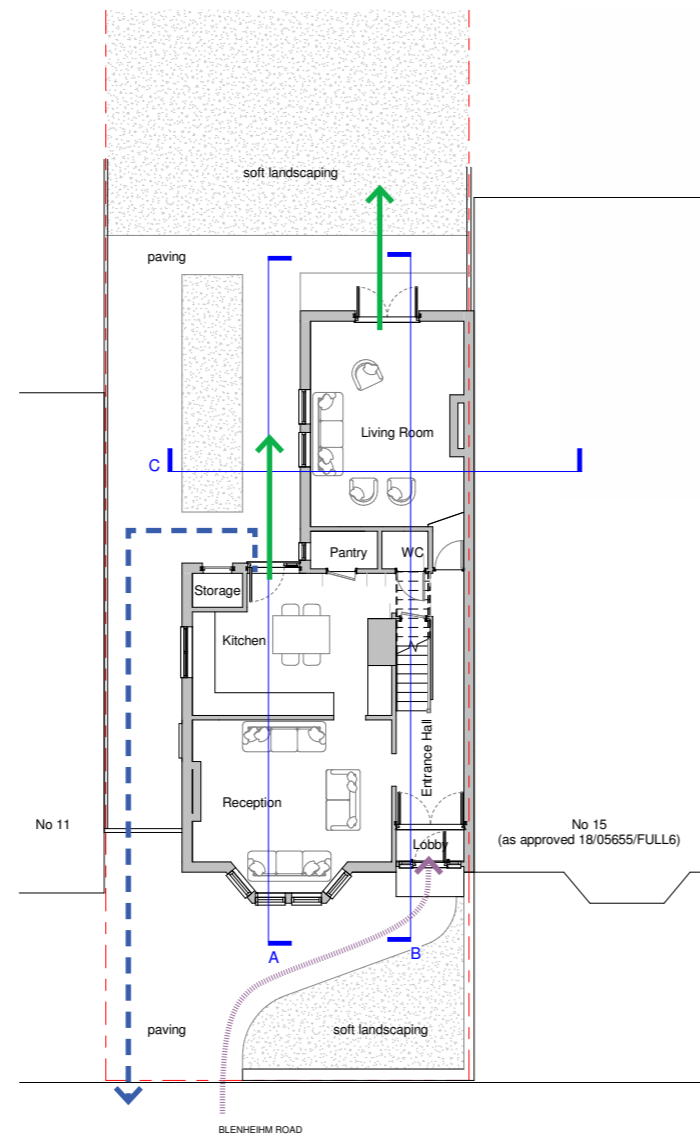 soft landscaping
paving
Living Room
C
Pantry
WC
Storage
Kitchen
Entrance Hall
Reception
No 11
No 15
(as approved 18/05655/FULL6)
Lobby
A
B
paving
soft landscaping
BLENHEIHM ROAD